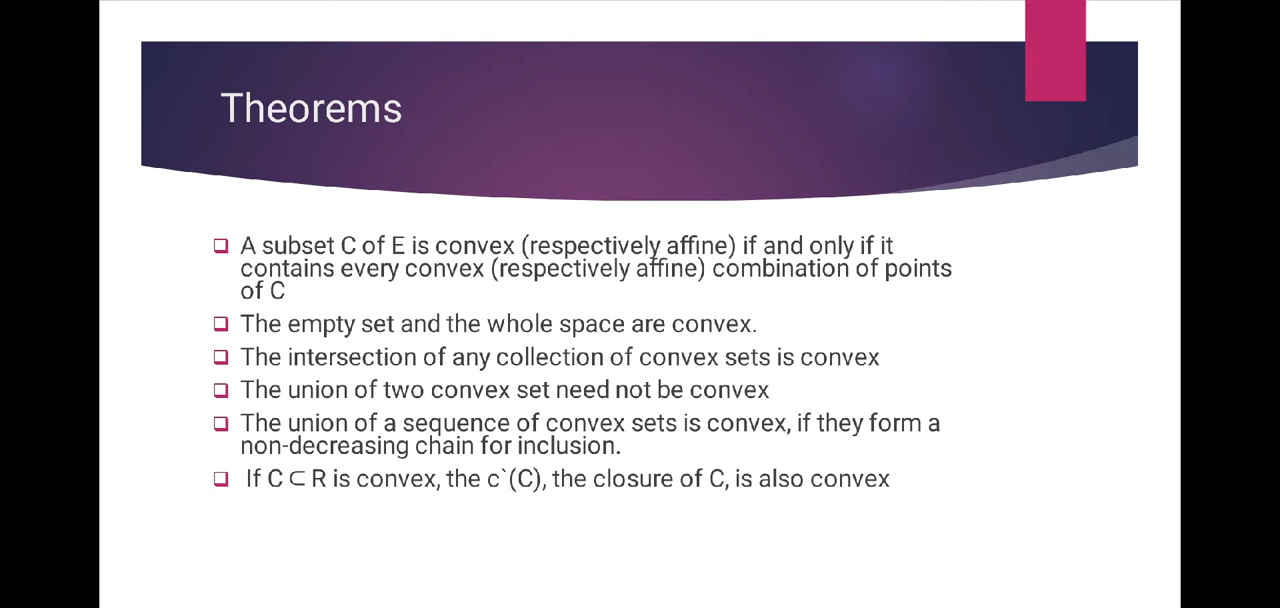 Theorems
A subset C of E is convex (respectively affine) if and only if it
contains every convex (respectively affine) combination of points
of C
The empty set and the whole space are convex.
The intersection of any collection of convex sets is convex
The union of two convex set need not be convex
The union of a sequence of convex sets is convex, if they form a
non-decreasing chain for inclusion.
If C ⊂ R is convex, the c`(C), the closure of C, is also convex